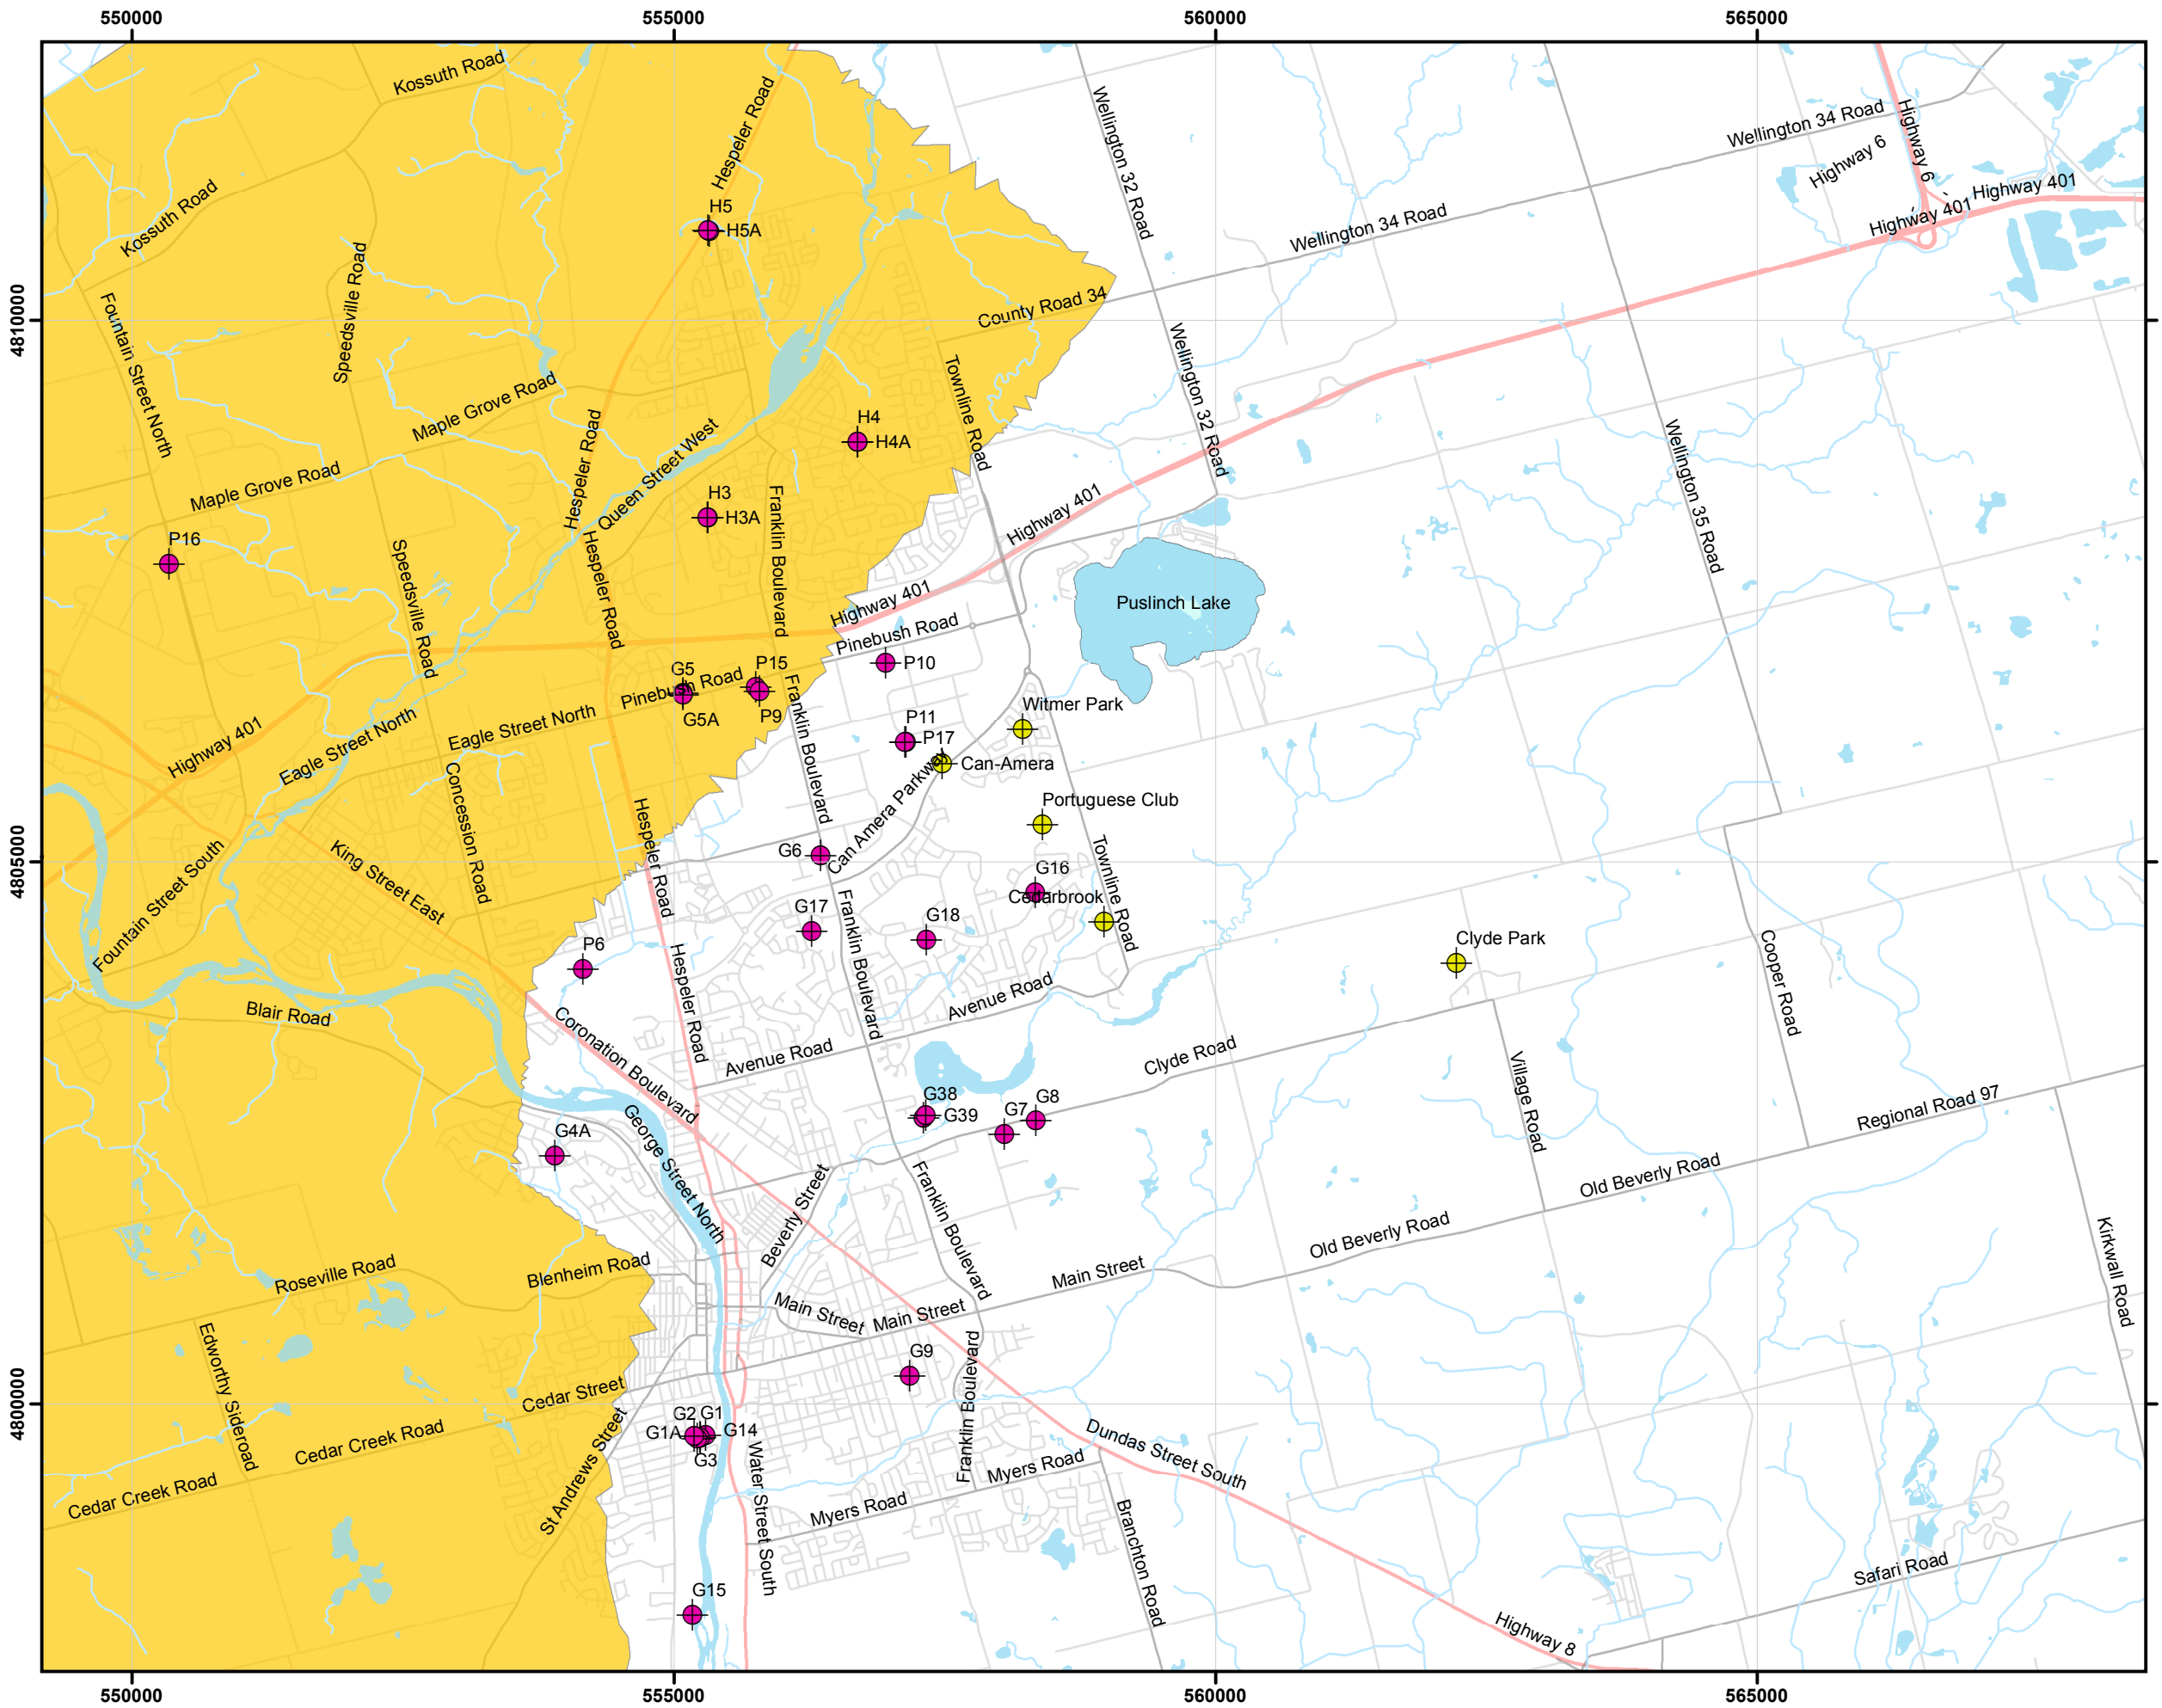 550000
555000
560000
565000
Kossuth Road
Hespeler Road
Wellington 32 Road
Wellington 34 Road
Highway 6
Highway 6
Highway 401
Kossuth Road
H5
H5A
Wellington 34 Road
Highway 401
Speedsville Road
4810000
Fountain Street North
County Road 34
Wellington 32 Road
Townline Road
Maple Grove Road
Hespeler Road
Queen Street West
H4
H4A
Wellington 35 Road
Maple Grove Road
H3
H3A
Franklin Boulevard
Highway 401
P16
Speedsville Road
Hespeler Road
Highway 401
Puslinch Lake
Pinebush Road
P10
G5
P15
Pinebush Road
G5A
P9
Franklin Boulevard
Witmer Park
P11
P17
Highway 401
Eagle Street North
Eagle Street North
Can-Amera
Can Amera Parkway
Concession Road
Hespeler Road
Portuguese Club
4805000
G6
King Street East
Fountain Street South
Townline Road
G16
Cedarbrook
G17
G18
Franklin Boulevard
Clyde Park
Cooper Road
P6
Hespeler Road
Blair Road
Coronation Boulevard
Avenue Road
Avenue Road
Clyde Road
Village Road
G38
G39
G7
G8
Regional Road 97
G4A
George Street North
Beverly Street
Franklin Boulevard
Old Beverly Road
Old Beverly Road
Kirkwall Road
Roseville Road
Blenheim Road
Main Street
Main Street
Main Street
Edworthy Sideroad
Franklin Boulevard
G9
4800000
Cedar Street
Cedar Creek Road
G2
G1
G1A
G14
G3
St Andrews Street
Water Street South
Dundas Street South
Myers Road
Cedar Creek Road
Myers Road
Branchton Road
Safari Road
G15
Highway 8
550000
555000
560000
565000